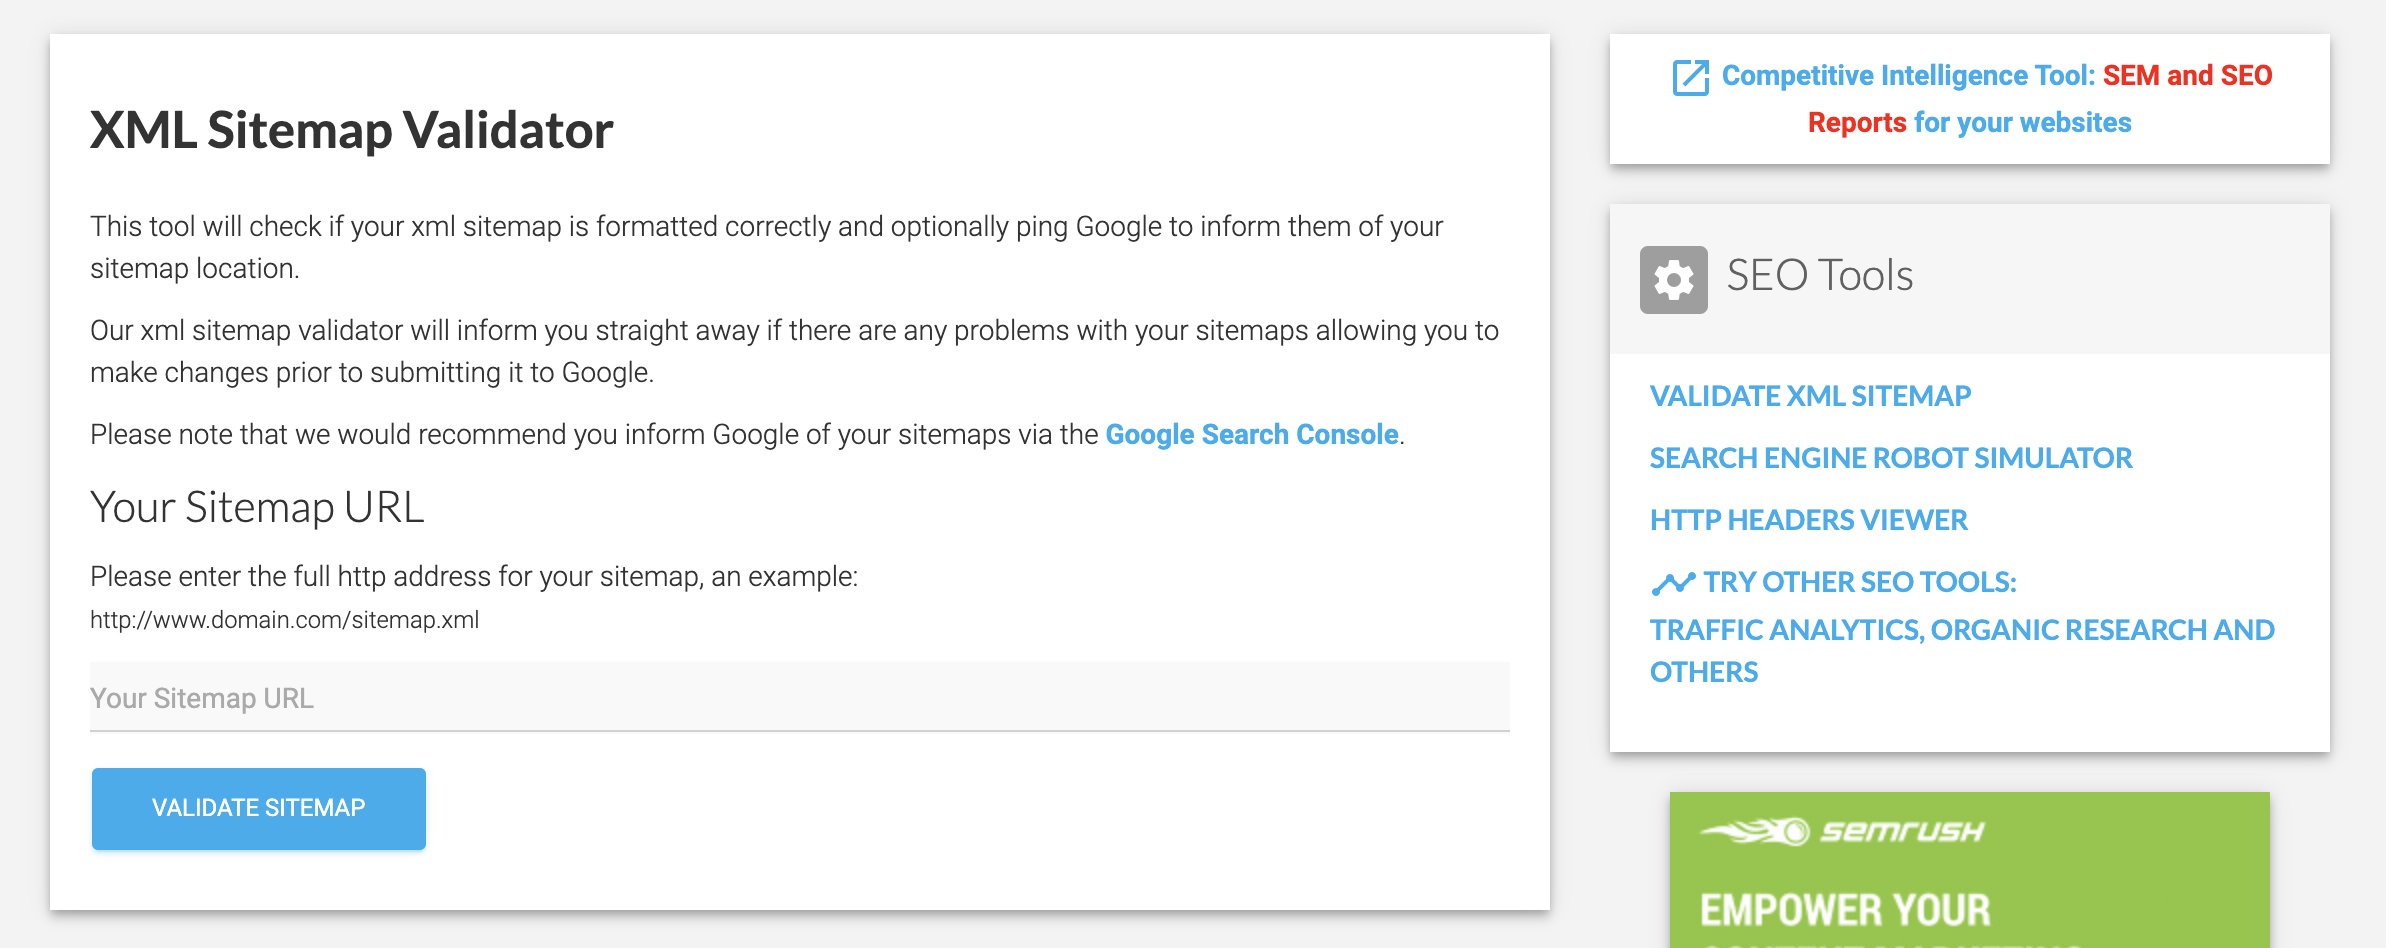 XML Sitemap Validator
This tool will check if your xml sitemap is formatted correctly and optionally ping Google to inform them of your
sitemap location.
Our xml sitemap validator will inform you straight away if there are any problems with your sitemaps allowing you to
make changes prior to submitting it to Google.
Please note that we would recommend you inform Google of your sitemaps via the Google Search Console.
Your Sitemap URL
Please enter the full http address for your sitemap, an example:
http://www.domain.com/sitemap.xml
Your Sitemap URL
VALIDATE SITEMAP
Competitive Intelligence Tool: SEM and SEO
Reports for your websites
SEO Tools
VALIDATE XML SITEMAP
SEARCH ENGINE ROBOT SIMULATOR
HTTP HEADERS VIEWER
TRY OTHER SEO TOOLS:
TRAFFIC ANALYTICS, ORGANIC RESEARCH AND
OTHERS
semrush
EMPOWER YOUR